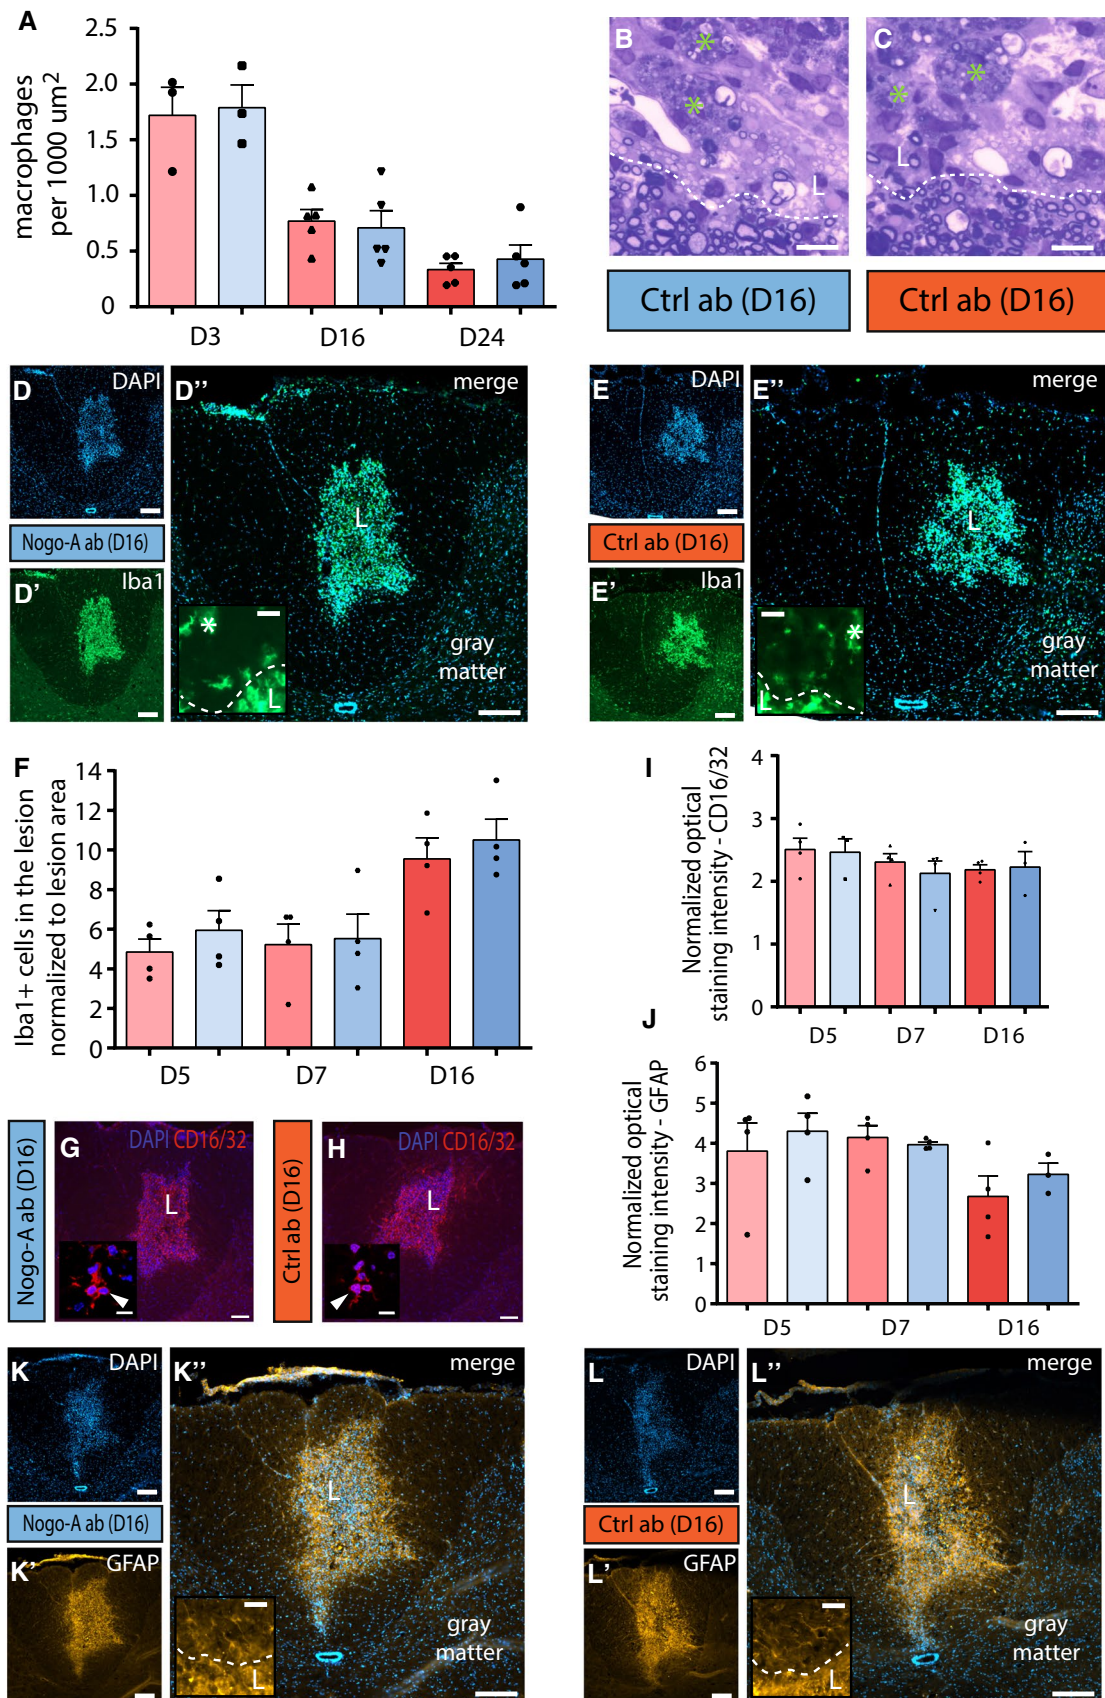 A
macrophages
per 1000 um²
2.5
2.0
1.5
1.0
0.5
0
D3
D16
D24
B
*
*
L
C
*
*
L
Ctrl ab (D16)
Ctrl ab (D16)
D
DAPI
Nogo-A ab (D16)
D'
Iba1
D''
merge
L
*
L
gray
matter
E
DAPI
Ctrl ab (D16)
E'
Iba1
E''
merge
L
*
L
gray
matter
F
Iba1+ cells in the lesion
normalized to lesion area
14
12
10
8
6
4
2
0
D5
D7
D16
I
Normalized optical
staining intensity - CD16/32
4
3
2
1
0
D5
D7
D16
J
Normalized optical
staining intensity - GFAP
6
5
4
3
2
1
0
D5
D7
D16
Nogo-A ab (D16)
G
DAPI CD16/32
L
Ctrl ab (D16)
H
DAPI CD16/32
L
K
DAPI
Nogo-A ab (D16)
K'
GFAP
K''
merge
L
L
gray
matter
L
DAPI
Ctrl ab (D16)
L'
GFAP
L''
merge
L
L
gray
matter